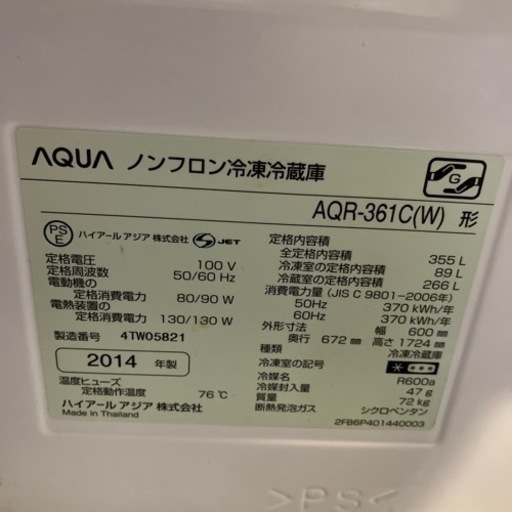 AQUA ノンフロン冷凍冷蔵庫
G
AQR-361C(W) 形
PS E ハイアール アジア 株式会社 S JET
定格電圧 100 V
定格周波数 50/60 Hz
電動機の
定格消費電力 80/90 W
電熱装置の
定格消費電力 130/130 W
製造番号 4TW05821
2014 年製
温度ヒューズ
定格動作温度 76℃
ハイアール アジア 株式会社
Made in Thailand
定格内容積
全定格内容積 355 L
冷凍室の定格内容積 89 L
冷蔵室の定格内容積 266 L
消費電力量 (JIS C 9801-2006年)
50Hz 370 kWh/年
60Hz 370 kWh/年
外形寸法 幅 600 mm
奥行 672 mm 高さ 1724 mm
種類 冷凍冷蔵庫
冷凍室の記号 * ***
冷媒名 R600a
冷媒封入量 47 g
質量 72 kg
断熱発泡ガス シクロペンタン
2FB6P401440003
>PS<